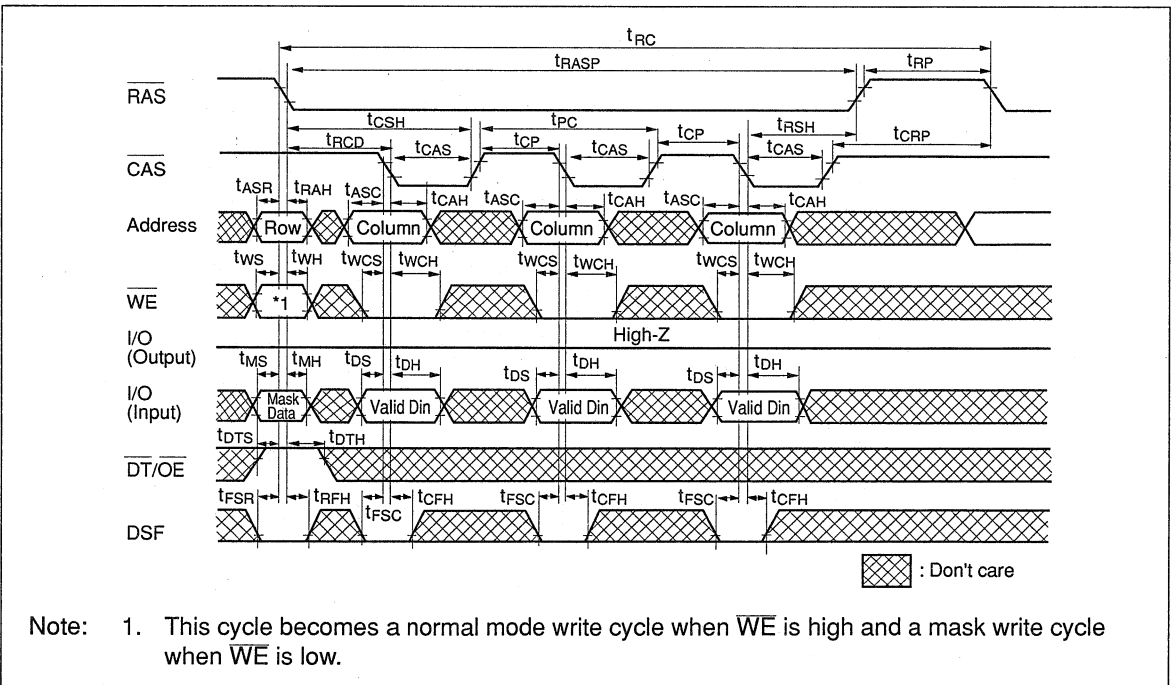 tRC
tRASP tRP
RAS
tCSH tPC tRSH
tRCD tCAS tCP tCAS tCP tCAS tCRP
CAS
tASR tRAH tASC tCAH tASC tCAH tASC tCAH
Address Row Column Column Column
tWS tWH tWCS tWCH tWCS tWCH tWCS tWCH
WE *1
I/O (Output) High-Z
tMS tMH tDS tDH tDS tDH tDS tDH
I/O (Input) Mask Data Valid Din Valid Din Valid Din
tDTS tDTH
DT/OE
tFSR tRFH tFSC tCFH tFSC tCFH tFSC tCFH
DSF
: Don't care
Note: 1. This cycle becomes a normal mode write cycle when WE is high and a mask write cycle
when WE is low.